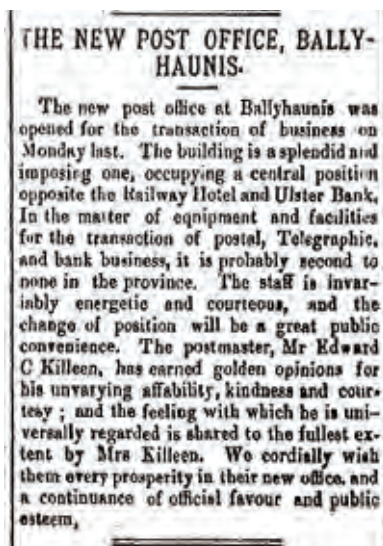 THE NEW POST OFFICE, BALLY-
HAUNIS.
The new post office at Ballyhaunis was
opened for the transaction of business on
Monday last. The building is a splendid and
imposing one, occupying a central position
opposite the Railway Hotel and Ulster Bank.
In the matter of equipment and facilities
for the transaction of postal, Telegraphic,
and bank business, it is probably second to
none in the province. The staff is invar-
iably energetic and courteous, and the
change of position will be a great public
convenience. The postmaster, Mr Edward
C Killeen, has earned golden opinions for
his unvarying affability, kindness and cour-
tesy ; and the feeling with which he is uni-
versally regarded is shared to the fullest ex-
tent by Mrs Killeen. We cordially wish
them every prosperity in their new office, and
a continuance of official favour and public
esteem,